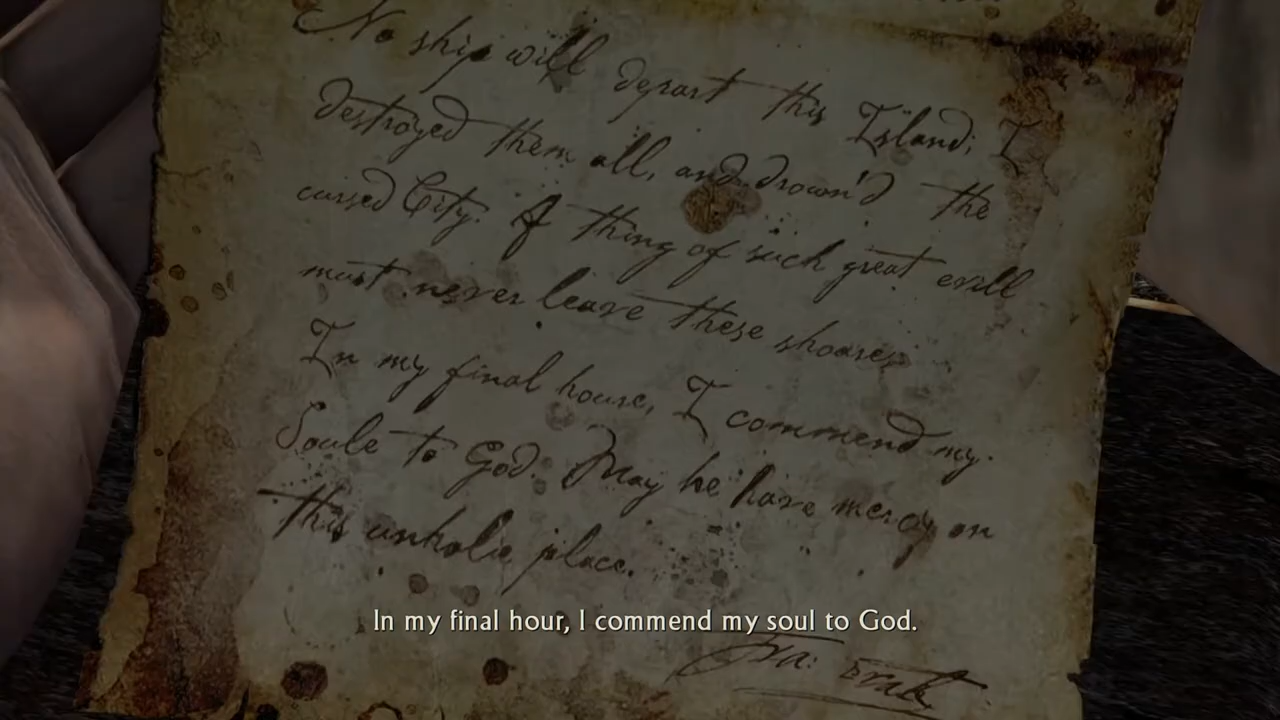 No ship will depart this Island; I
destroyed them all, and drown'd the
cursed City. A thing of such great evill
must never leave these shoares
In my final houre, I commend my
Soule to God. May he have mercy on
this unholie place.
In my final hour, I commend my soul to God.
Fra: Drake